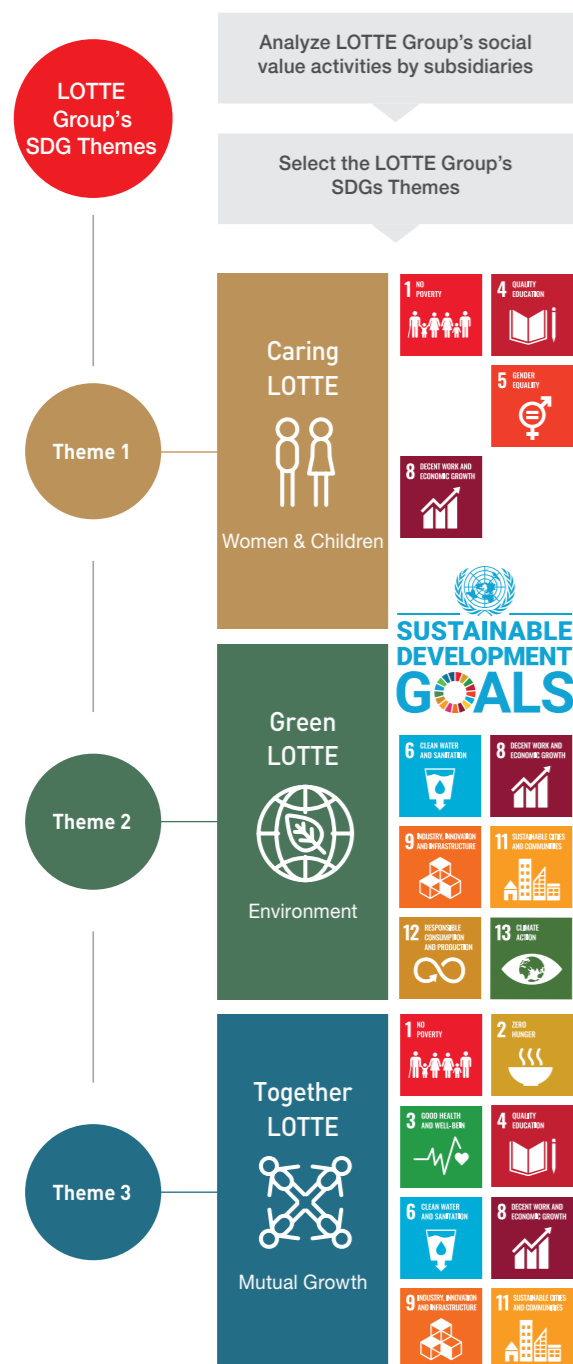 LOTTE
Group's
SDG Themes
Analyze LOTTE Group's social
value activities by subsidiaries
Select the LOTTE Group's
SDGs Themes
Theme 1
Caring
LOTTE
Women & Children
1 NO
POVERTY
4 QUALITY
EDUCATION
5 GENDER
EQUALITY
8 DECENT WORK AND
ECONOMIC GROWTH
SUSTAINABLE
DEVELOPMENT
GOALS
Theme 2
Green
LOTTE
Environment
6 CLEAN WATER
AND SANITATION
8 DECENT WORK AND
ECONOMIC GROWTH
9 INDUSTRY, INNOVATION
AND INFRASTRUCTURE
11 SUSTAINABLE CITIES
AND COMMUNITIES
12 RESPONSIBLE
CONSUMPTION
AND PRODUCTION
13 CLIMATE
ACTION
Theme 3
Together
LOTTE
Mutual Growth
1 NO
POVERTY
2 ZERO
HUNGER
3 GOOD HEALTH
AND WELL-BEIN
4 QUALITY
EDUCATION
6 CLEAN WATER
AND SANITATION
8 DECENT WORK AND
ECONOMIC GROWTH
9 INDUSTRY, INNOVATION
AND INFRASTRUCTURE
11 SUSTAINABLE CITIES
AND COMMUNITIES